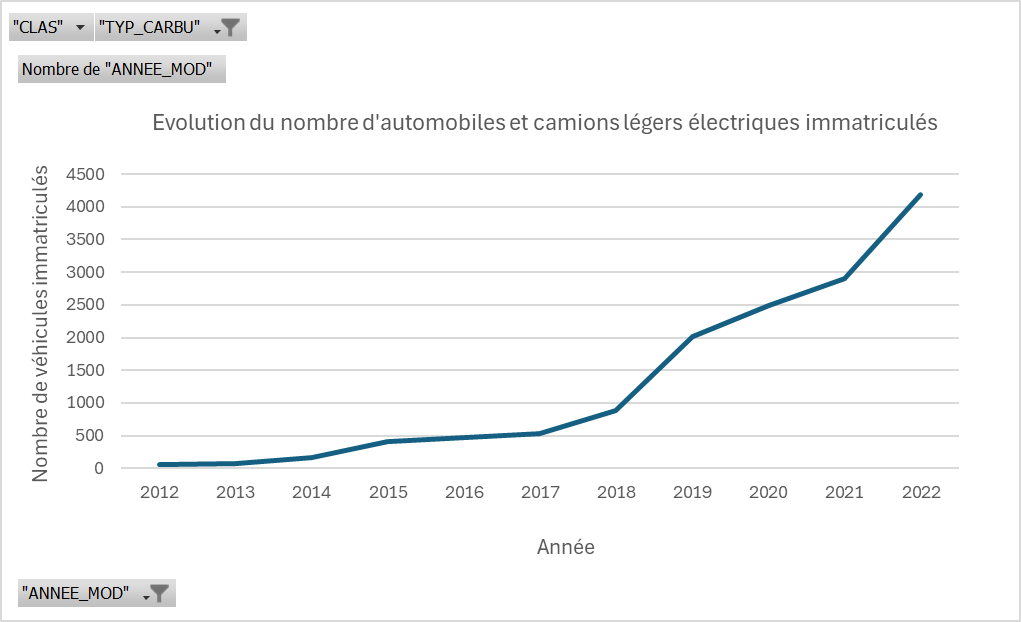 "CLAS" "TYP_CARBU"
Nombre de "ANNEE_MOD"
Evolution du nombre d'automobiles et camions légers électriques immatriculés
Nombre de véhicules immatriculés
4500
4000
3500
3000
2500
2000
1500
1000
500
0
2012 2013 2014 2015 2016 2017 2018 2019 2020 2021 2022
Année
"ANNEE_MOD"